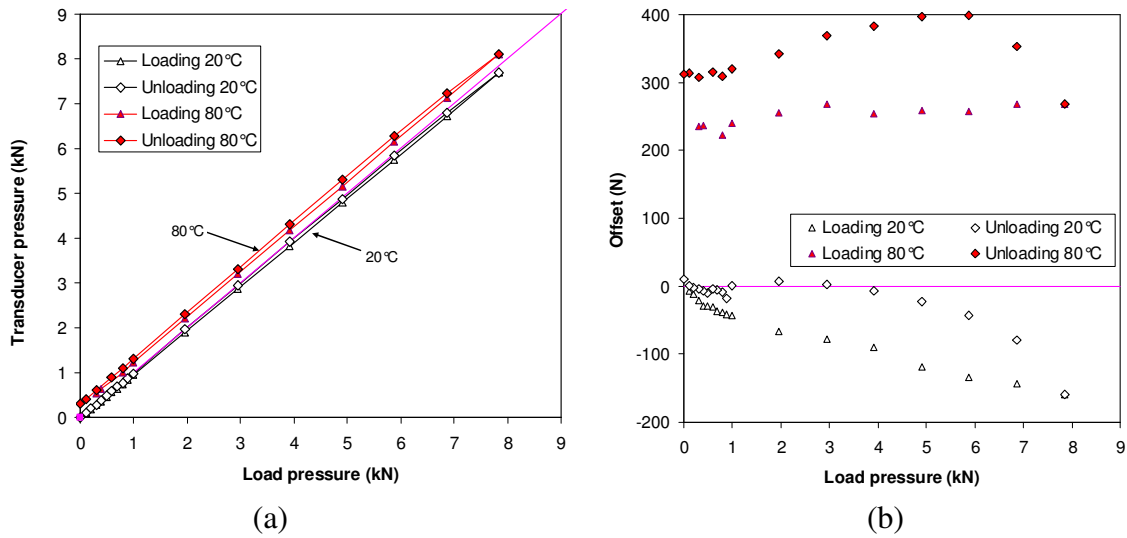 9
8
7
6
5
4
3
2
1
0
Transducer pressure (kN)
Loading 20°C
Unloading 20°C
Loading 80°C
Unloading 80°C
80°C
20°C
0 1 2 3 4 5 6 7 8 9
Load pressure (kN)
(a)
400
300
200
100
0
-100
-200
Offset (N)
Loading 20°C Unloading 20°C
Loading 80°C Unloading 80°C
0 1 2 3 4 5 6 7 8 9
Load pressure (kN)
(b)